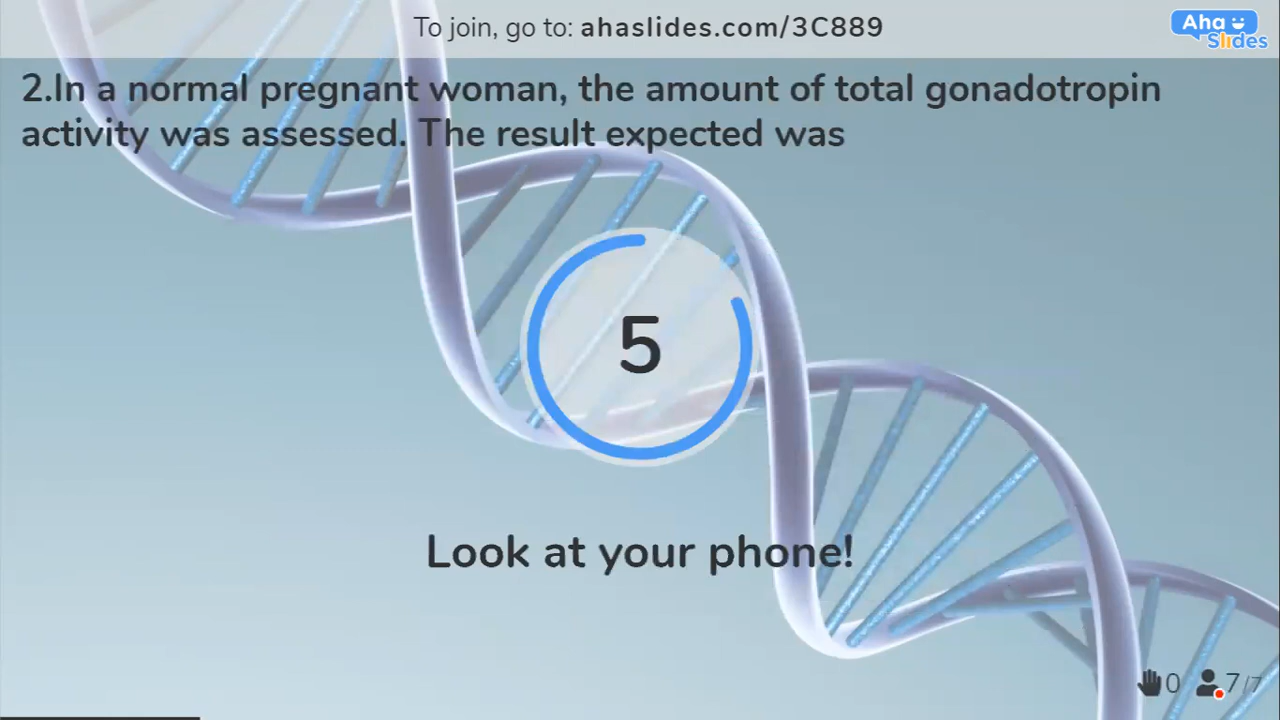 To join, go to: ahaslides.com/3C889
Aha
Slides
2.In a normal pregnant woman, the amount of total gonadotropin
activity was assessed. The result expected was
5
Look at your phone!
0 7/7